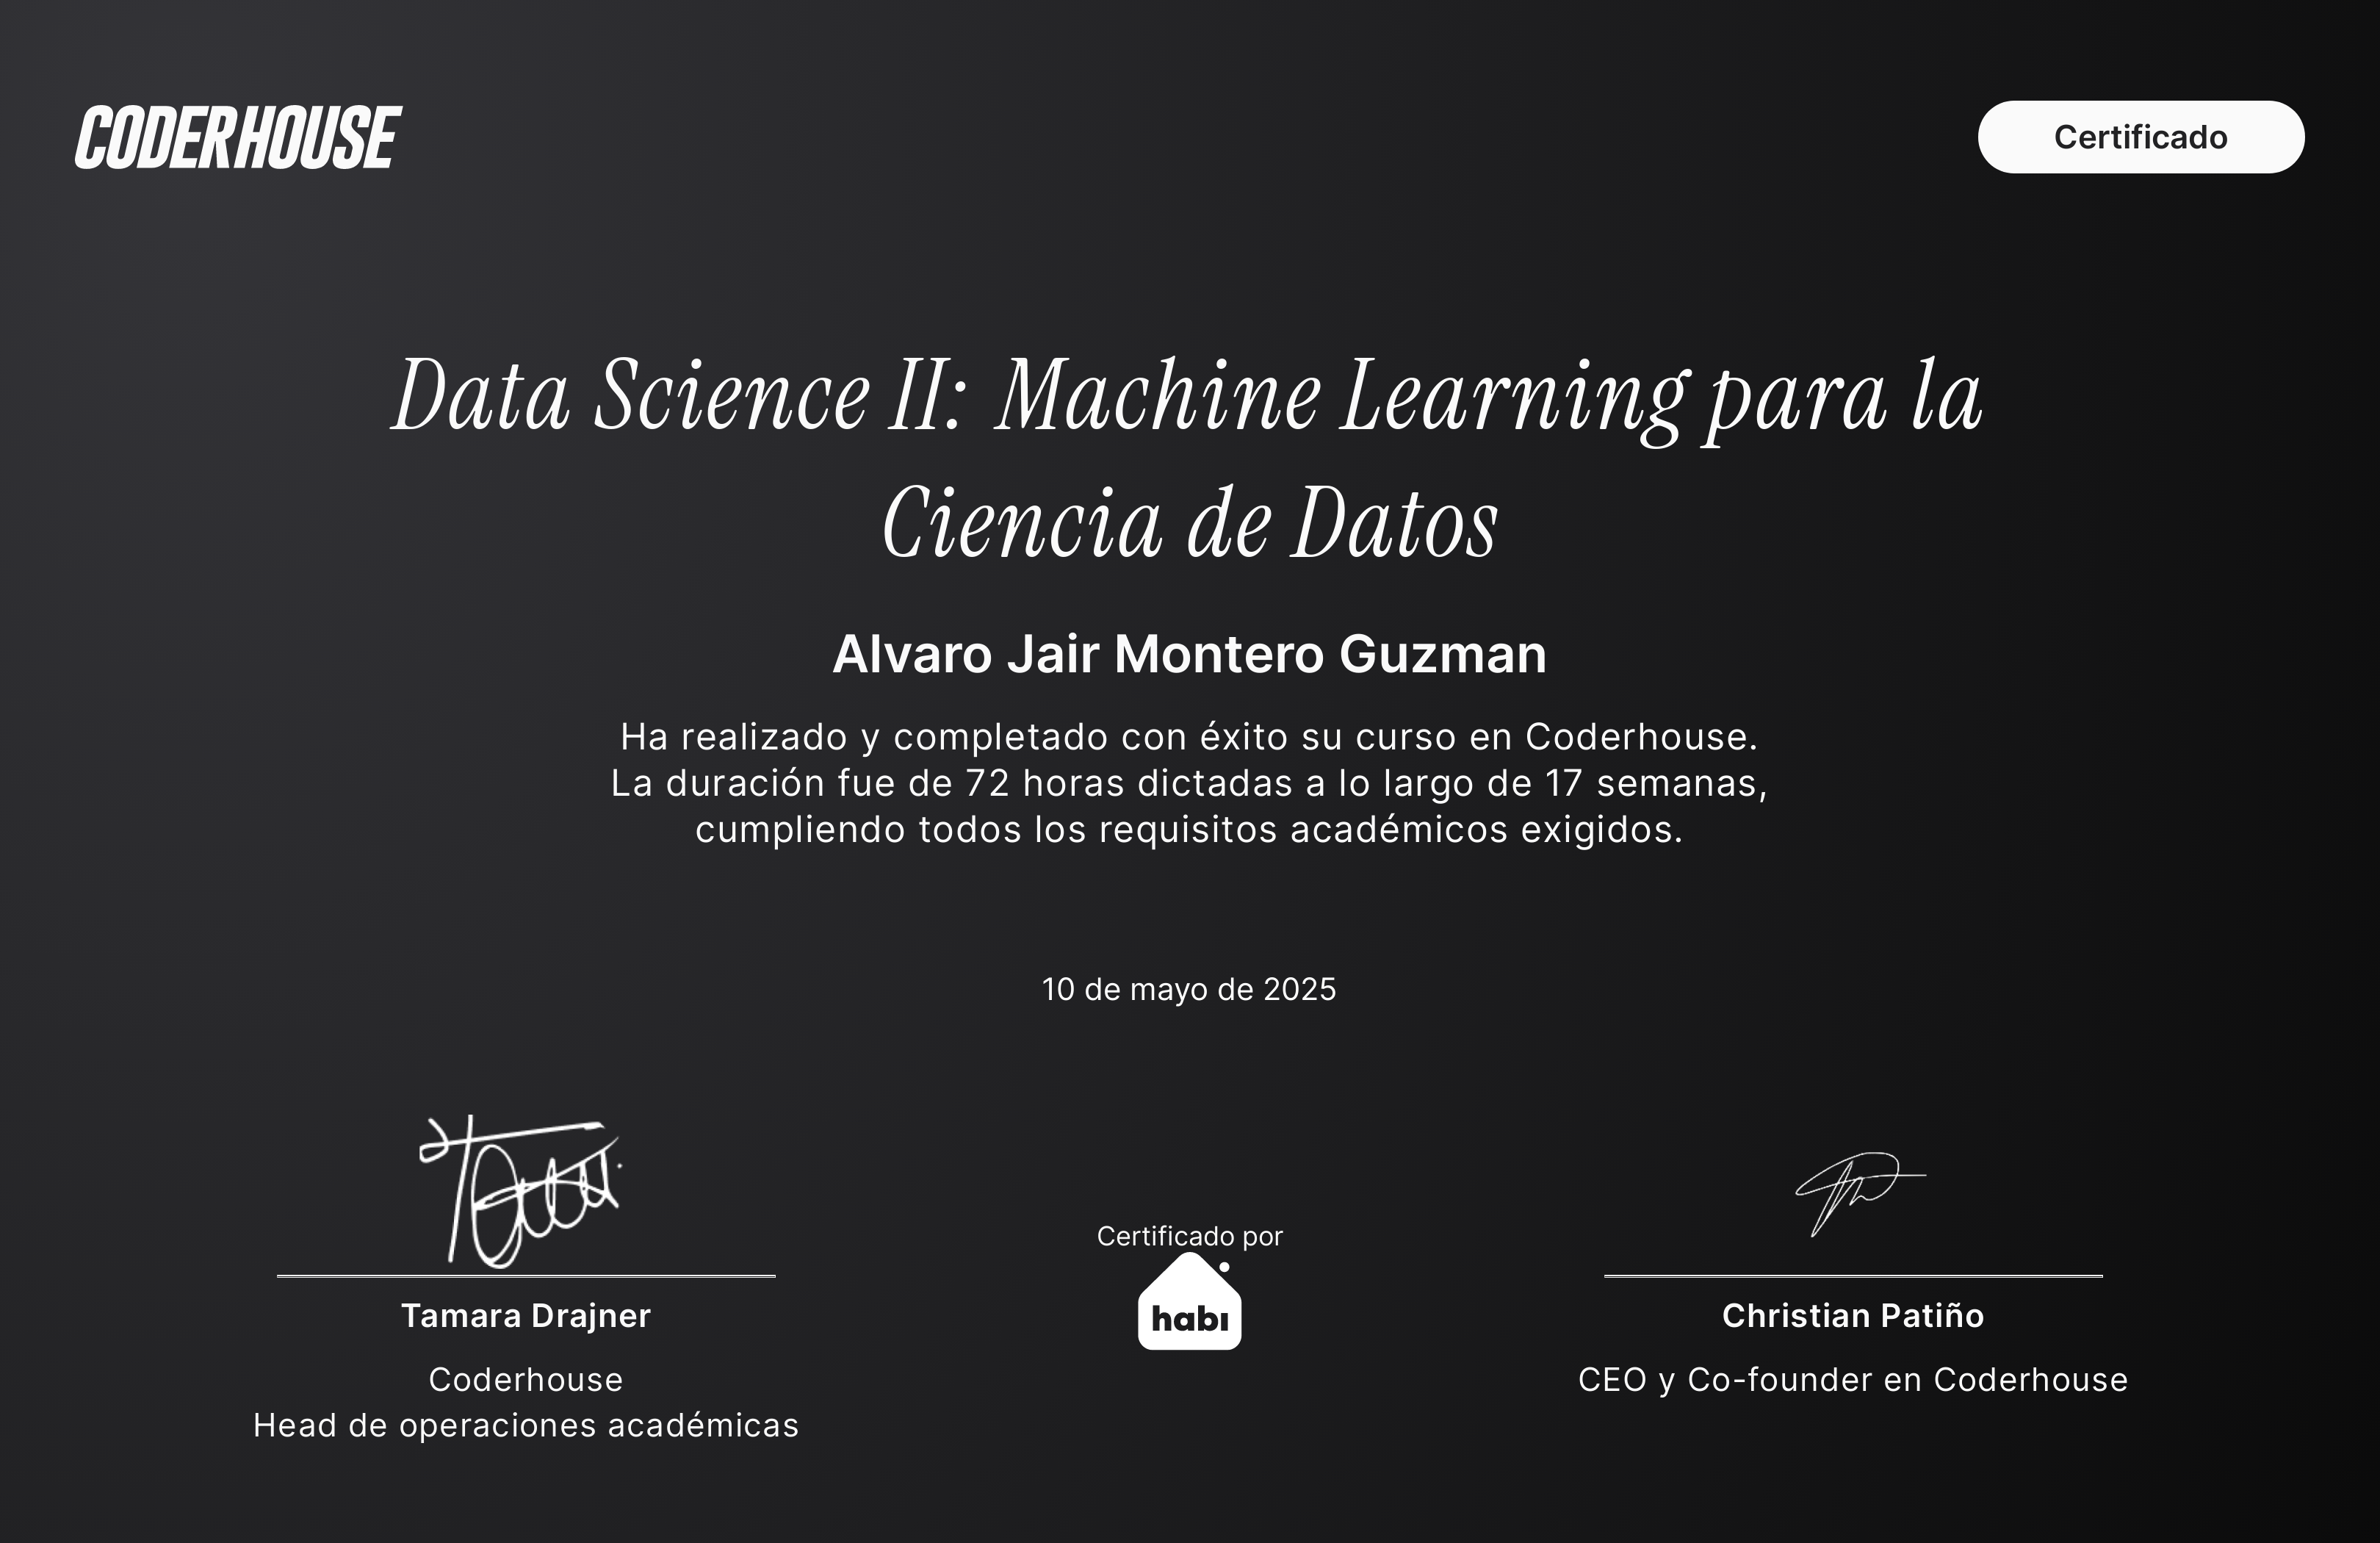 CODERHOUSE
Certificado
Data Science II: Machine Learning para la
Ciencia de Datos
Alvaro Jair Montero Guzman
Ha realizado y completado con éxito su curso en Coderhouse.
La duración fue de 72 horas dictadas a lo largo de 17 semanas,
cumpliendo todos los requisitos académicos exigidos.
10 de mayo de 2025
Certificado por
habi
Tamara Drajner
Coderhouse
Head de operaciones académicas
Christian Patiño
CEO y Co-founder en Coderhouse